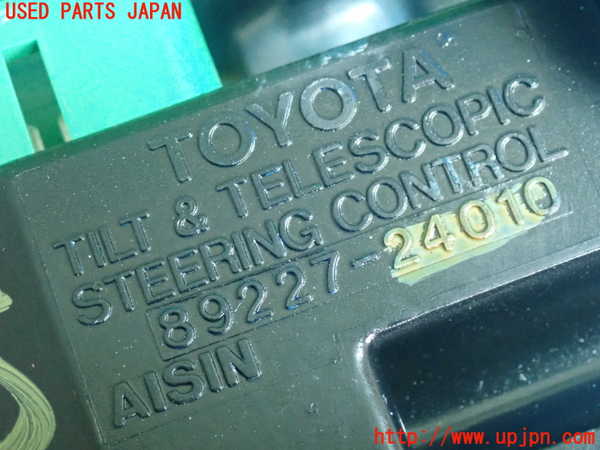 USED PARTS JAPAN
TOYOTA
TILT & TELESCOPIC
STEERING CONTROL
89227-24010
AISIN
http://www.upjpn.com/